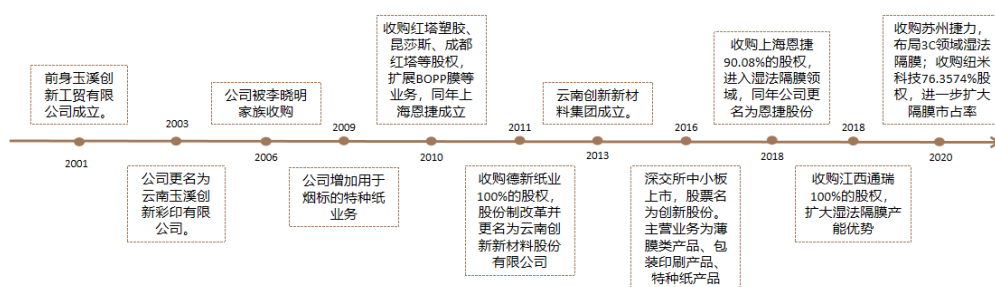 前身玉溪创
新工贸有限
公司成立。
2001
2003
公司更名为
云南玉溪创
新彩印有限
公司。
公司被李晓明
家族收购
2006
2009
公司增加用于
烟标的特种纸
业务
收购红塔塑胶、
昆莎斯、成都
红塔等股权，
扩展BOPP膜等
业务，同年上
海恩捷成立
2010
2011
收购德新纸业
100%的股权，
股份制改革并
更名为云南创
新新材料股份
有限公司
云南创新新材
料集团成立。
2013
2016
深交所中小板
上市，股票名
为创新股份。
主营业务为薄
膜类产品、包
装印刷产品、
特种纸产品
收购上海恩捷
90.08%的股权，
进入湿法隔膜领
域，同年公司更
名为恩捷股份
2018
2018
收购江西通瑞
100%的股权，
扩大湿法隔膜产
能优势
收购苏州捷力，
布局3C领域湿法
隔膜；收购纽米
科技76.3574%股
权，进一步扩大
隔膜市占率
2020